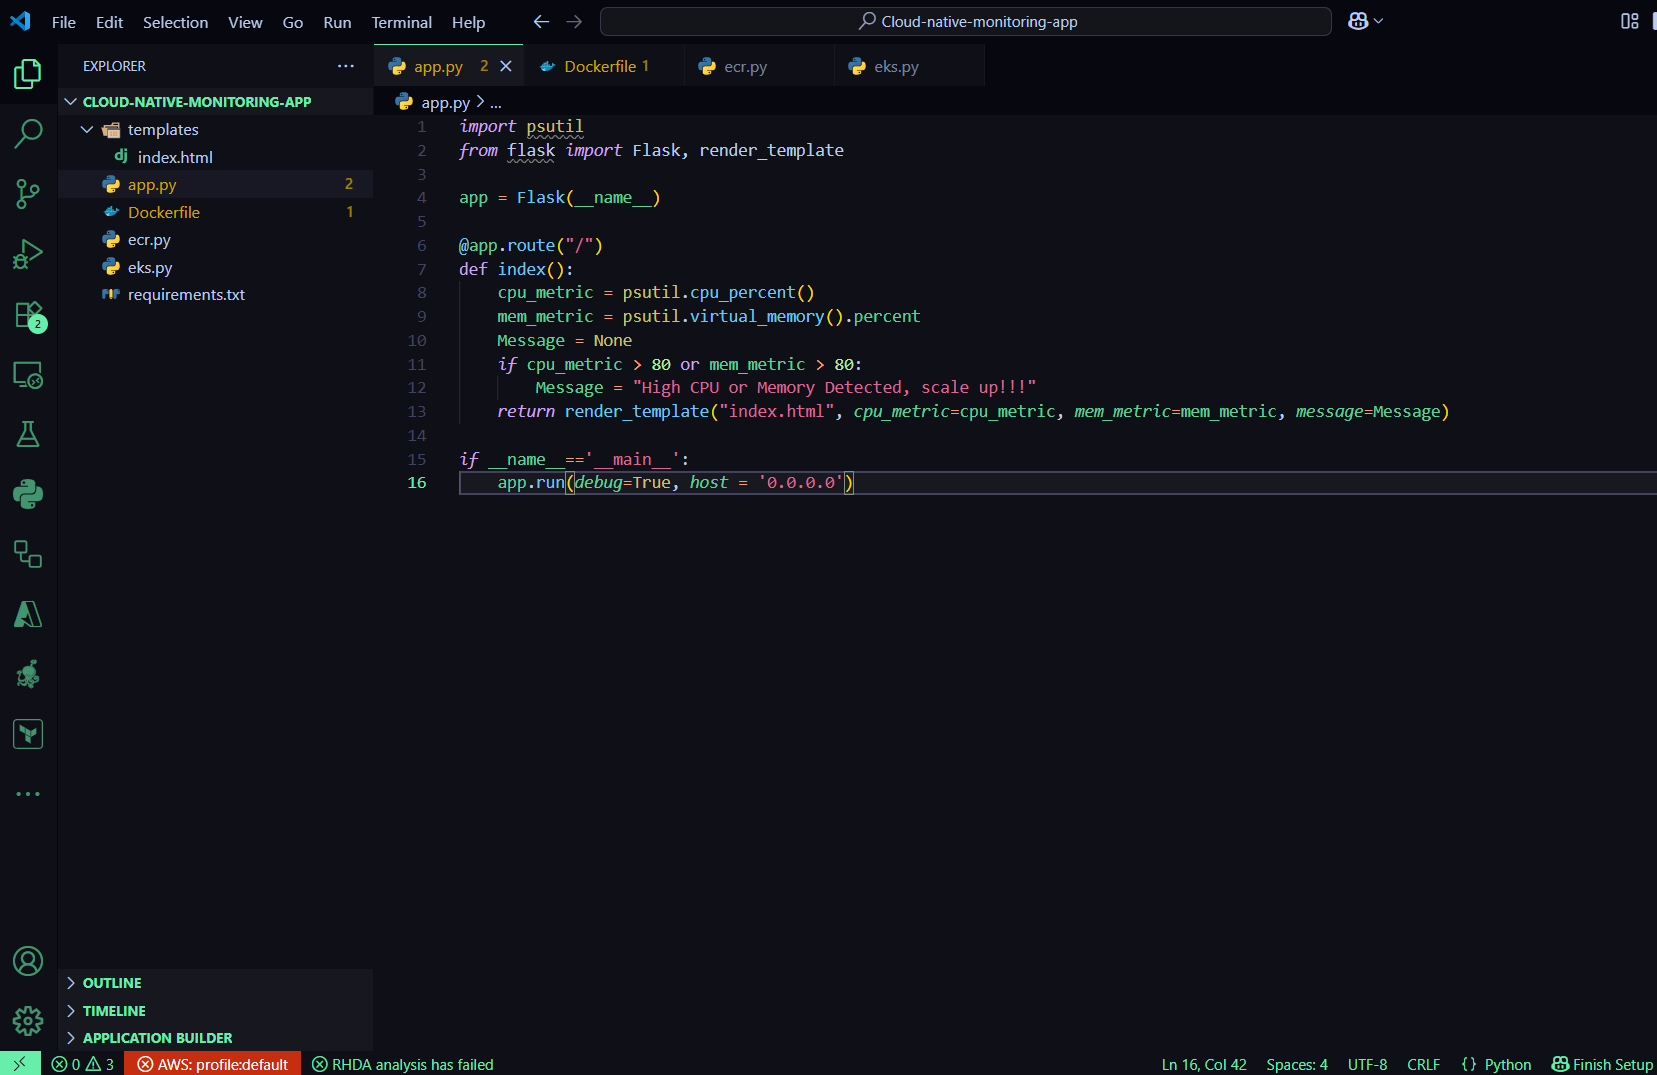 File Edit Selection View Go Run Terminal Help
Cloud-native-monitoring-app
EXPLORER
CLOUD-NATIVE-MONITORING-APP
templates
index.html
app.py 2
Dockerfile 1
ecr.py
eks.py
requirements.txt
OUTLINE
TIMELINE
APPLICATION BUILDER
2
app.py 2
Dockerfile 1
ecr.py
eks.py
app.py > ...
1 import psutil
2 from flask import Flask, render_template
3
4 app = Flask(__name__)
5
6 @app.route("/")
7 def index():
8     cpu_metric = psutil.cpu_percent()
9     mem_metric = psutil.virtual_memory().percent
10     Message = None
11     if cpu_metric > 80 or mem_metric > 80:
12         Message = "High CPU or Memory Detected, scale up!!!"
13     return render_template("index.html", cpu_metric=cpu_metric, mem_metric=mem_metric, message=Message)
14
15 if __name__=='__main__':
16     app.run(debug=True, host = '0.0.0.0')
0 3 AWS: profile:default RHDA analysis has failed Ln 16, Col 42 Spaces: 4 UTF-8 CRLF {} Python Finish Setup